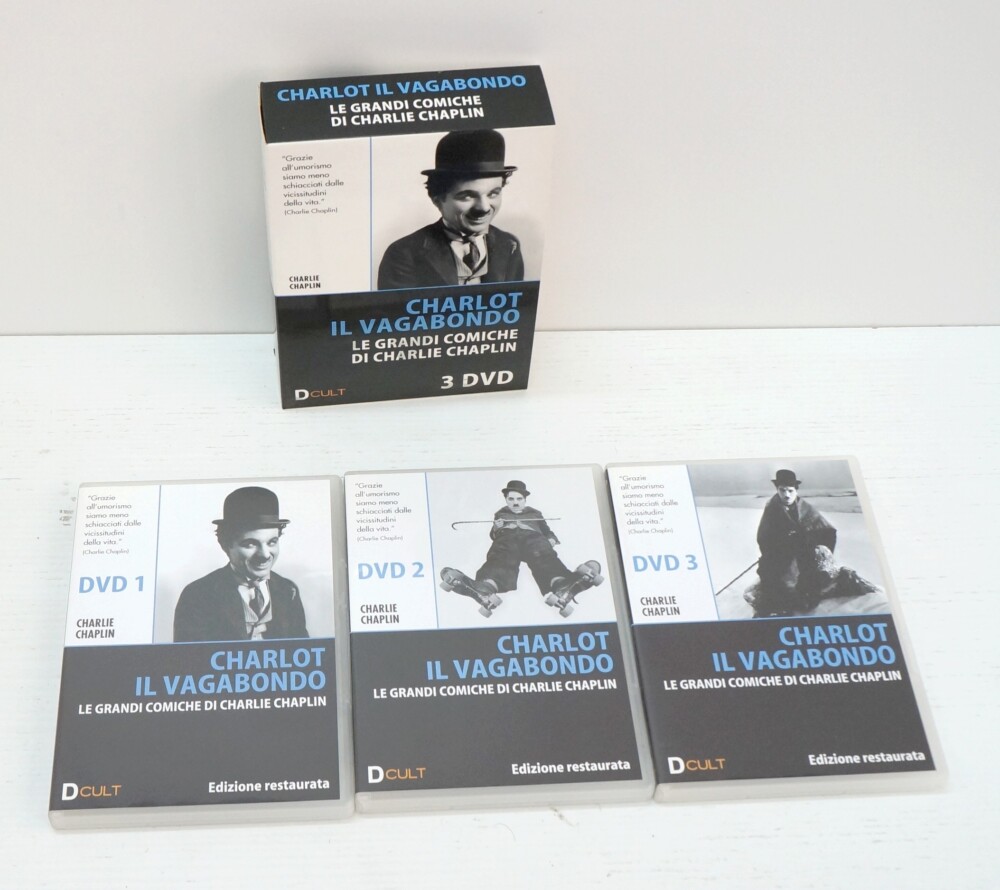 CHARLOT IL VAGABONDO
LE GRANDI COMICHE
DI CHARLIE CHAPLIN
"Grazie
all'umorismo
siamo meno
schiacciati dalle
vicissitudini
della vita."
(Charlie Chaplin)
CHARLIE
CHAPLIN
CHARLOT
IL VAGABONDO
LE GRANDI COMICHE
DI CHARLIE CHAPLIN
3 DVD
D CULT
"Grazie
all'umorismo
siamo meno
schiacciati dalle
vicissitudini
della vita."
(Charlie Chaplin)
DVD 1
CHARLIE
CHAPLIN
CHARLOT
IL VAGABONDO
LE GRANDI COMICHE DI CHARLIE CHAPLIN
D CULT
Edizione restaurata
"Grazie
all'umorismo
siamo meno
schiacciati dalle
vicissitudini
della vita."
(Charlie Chaplin)
DVD 2
CHARLIE
CHAPLIN
CHARLOT
IL VAGABONDO
LE GRANDI COMICHE DI CHARLIE CHAPLIN
D CULT
Edizione restaurata
"Grazie
all'umorismo
siamo meno
schiacciati dalle
vicissitudini
della vita."
(Charlie Chaplin)
DVD 3
CHARLIE
CHAPLIN
CHARLOT
IL VAGABONDO
LE GRANDI COMICHE DI CHARLIE CHAPLIN
D CULT
Edizione restaurata